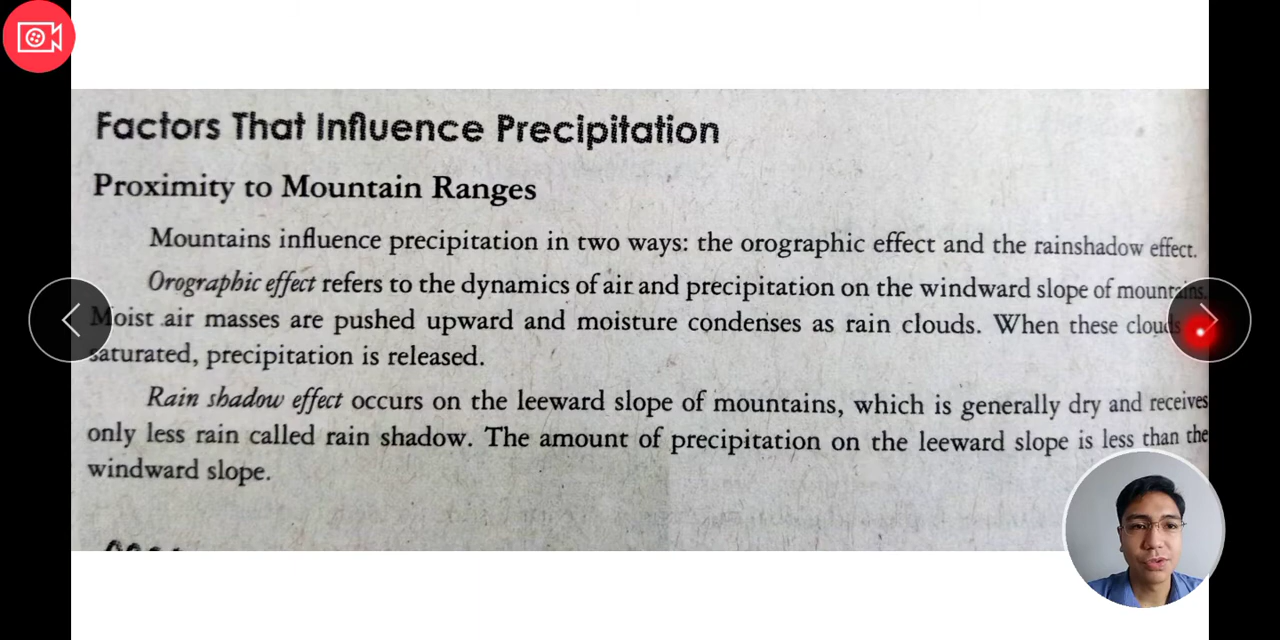 Factors That Influence Precipitation
Proximity to Mountain Ranges
Mountains influence precipitation in two ways: the orographic effect and the rainshadow effect.
Orographic effect refers to the dynamics of air and precipitation on the windward slope of mountains.
Moist air masses are pushed upward and moisture condenses as rain clouds. When these clouds
saturated, precipitation is released.
Rain shadow effect occurs on the leeward slope of mountains, which is generally dry and receives
only less rain called rain shadow. The amount of precipitation on the leeward slope is less than the
windward slope.